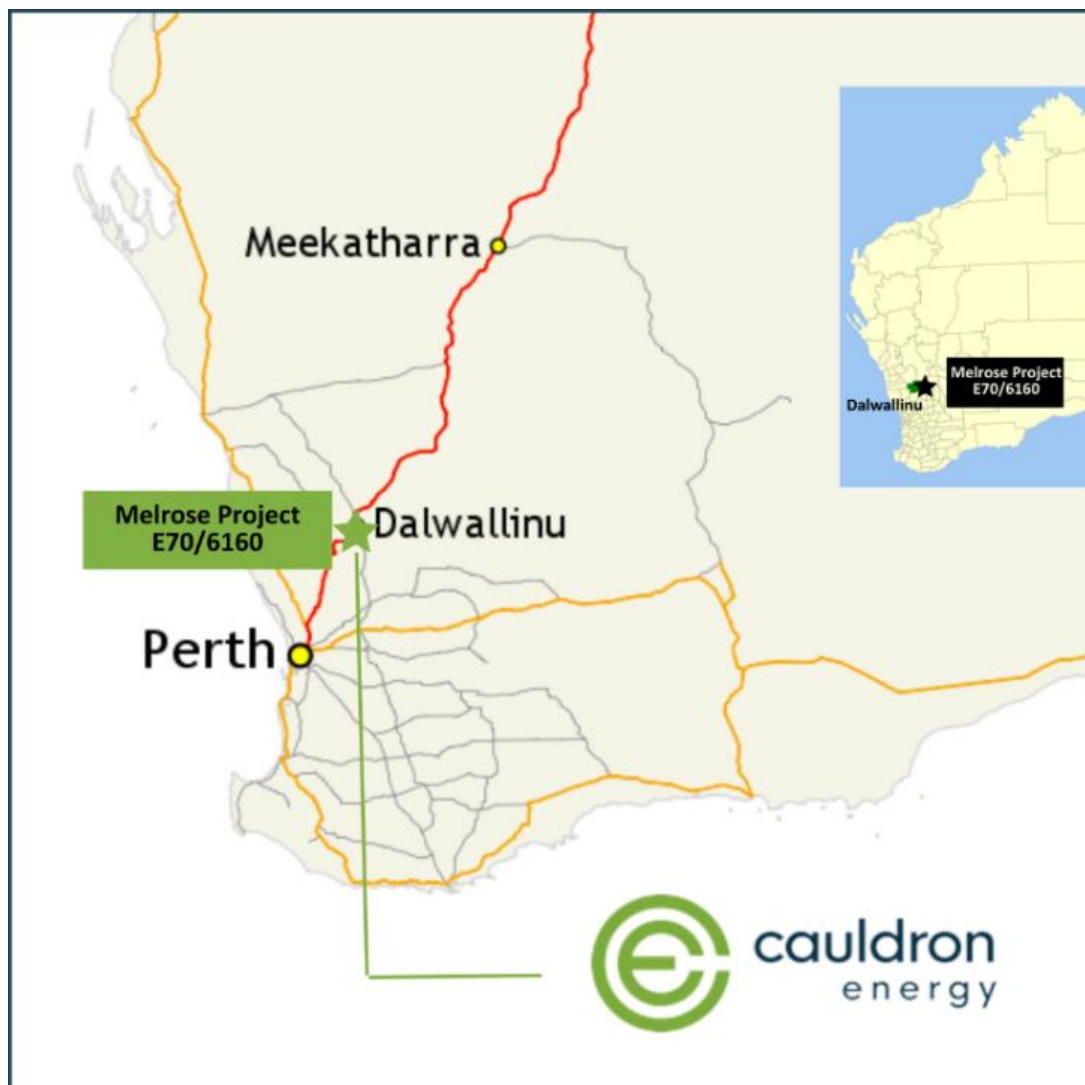 Meekatharra
Melrose Project
E70/6160
Dalwallinu
Melrose Project
E70/6160
Dalwallinu
Perth
cauldron
energy